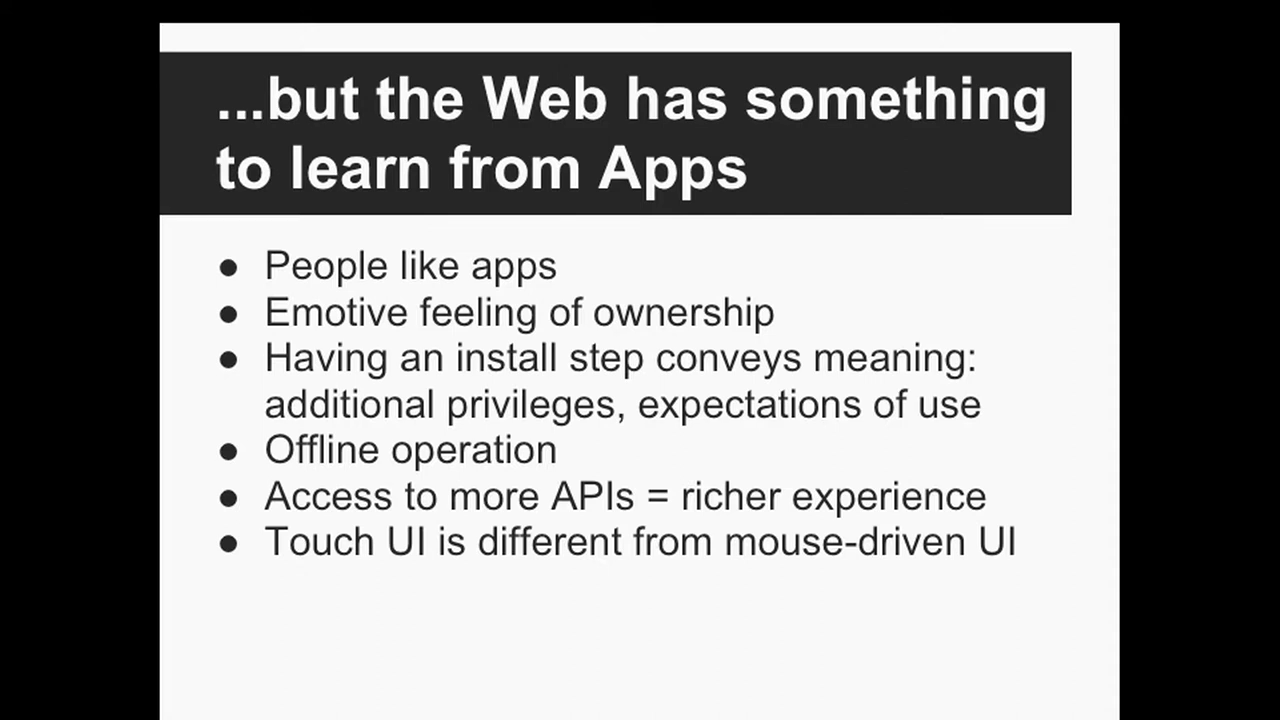 ...but the Web has something
to learn from Apps
● People like apps
● Emotive feeling of ownership
● Having an install step conveys meaning:
additional privileges, expectations of use
● Offline operation
● Access to more APIs = richer experience
● Touch UI is different from mouse-driven UI